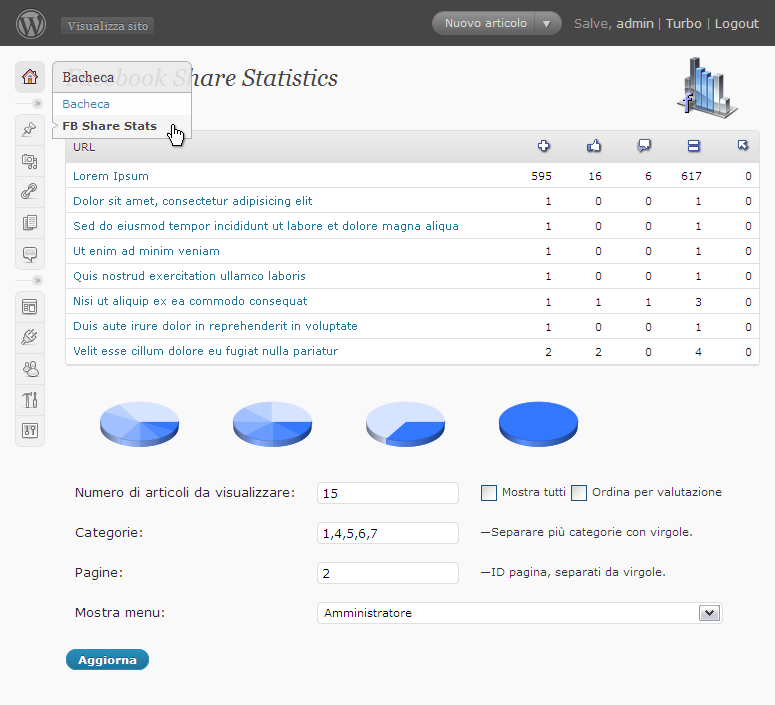 Visualizza sito
Nuovo articolo
Salve, admin | Turbo | Logout
Facebook Share Statistics
Bacheca
Bacheca
FB Share Stats
URL
Lorem Ipsum 595 16 6 617 0
Dolor sit amet, consectetur adipisicing elit 1 0 0 1 0
Sed do eiusmod tempor incididunt ut labore et dolore magna aliqua 1 0 0 1 0
Ut enim ad minim veniam 1 0 0 1 0
Quis nostrud exercitation ullamco laboris 1 0 0 1 0
Nisi ut aliquip ex ea commodo consequat 1 1 1 3 0
Duis aute irure dolor in reprehenderit in voluptate 1 0 0 1 0
Velit esse cillum dolore eu fugiat nulla pariatur 2 2 0 4 0
Numero di articoli da visualizzare: 15 Mostra tutti Ordina per valutazione
Categorie: 1,4,5,6,7 —Separare più categorie con virgole.
Pagine: 2 —ID pagina, separati da virgole.
Mostra menu: Amministratore
Aggiorna